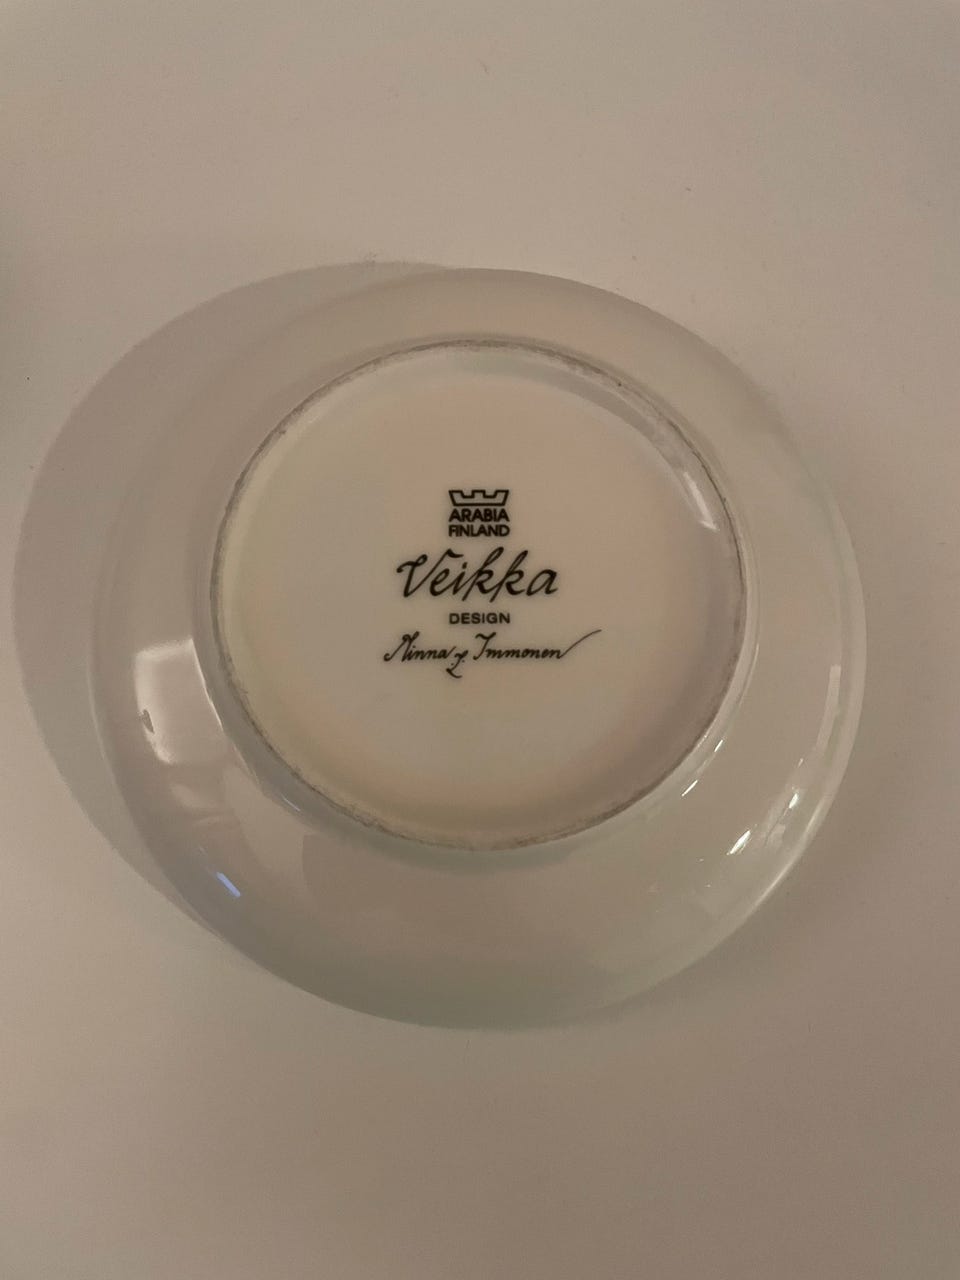 ARABIA
FINLAND
Veikka
DESIGN
Minna L. Immonen